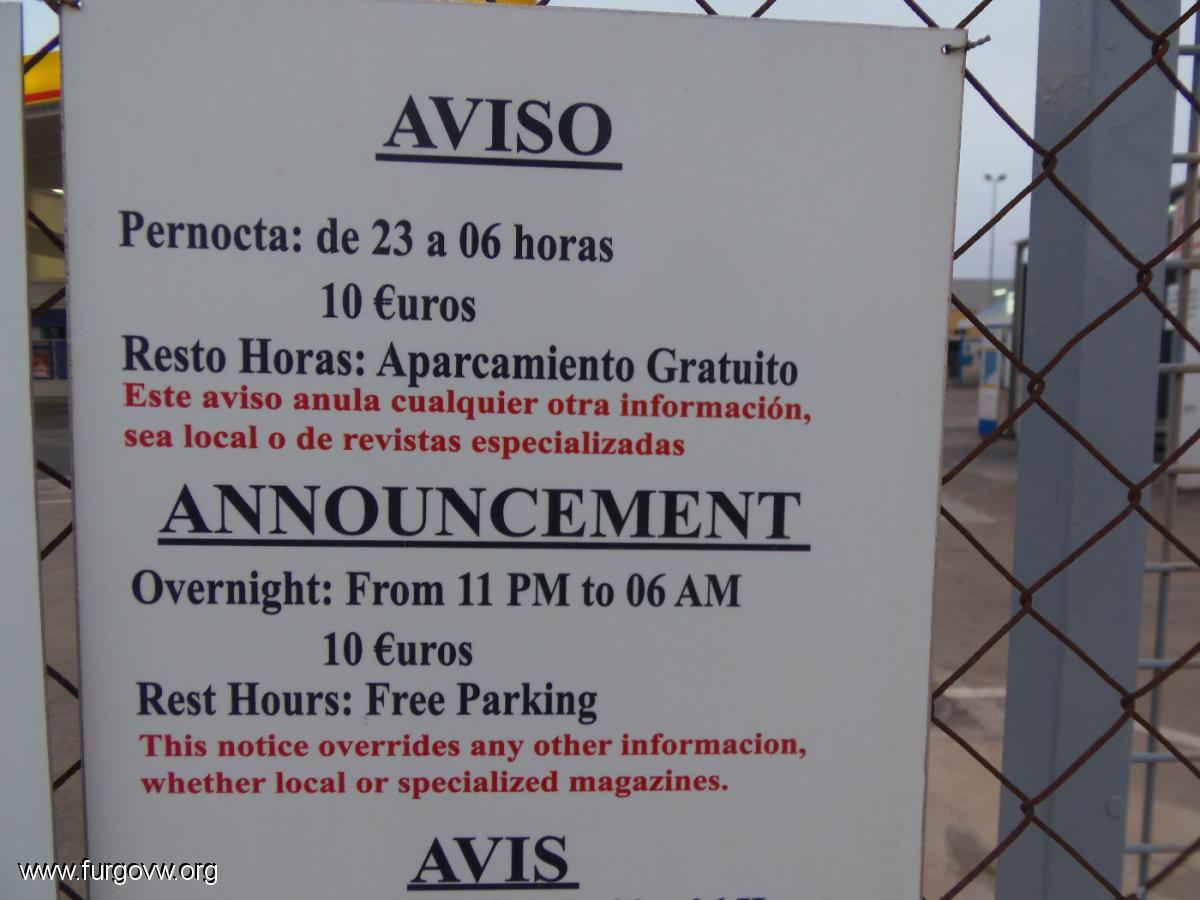 AVISO
Pernocta: de 23 a 06 horas
10 €uros
Resto Horas: Aparcamiento Gratuito
Este aviso anula cualquier otra información,
sea local o de revistas especializadas
ANNOUNCEMENT
Overnight: From 11 PM to 06 AM
10 €uros
Rest Hours: Free Parking
This notice overrides any other informacion,
whether local or specialized magazines.
AVIS
www.furgovw.org